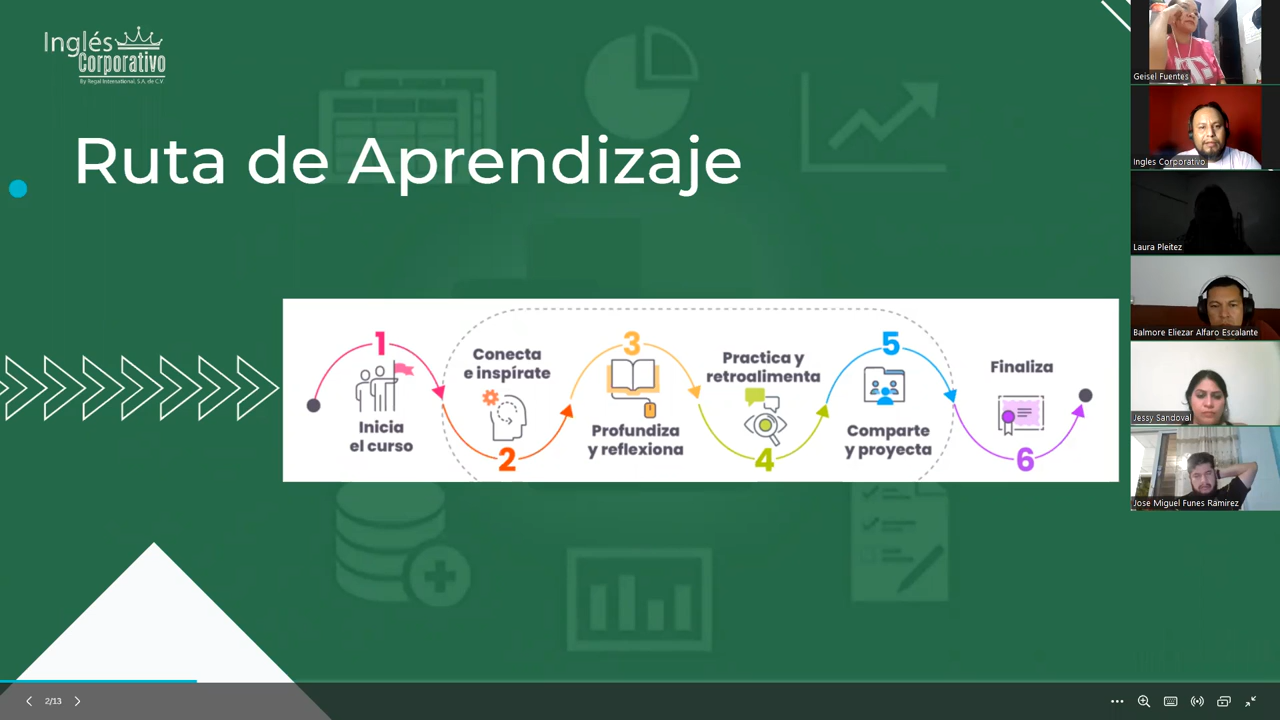 Inglés
Corporativo
By Regal International, S.A. de C.V
Ruta de Aprendizaje
1
Inicia
el curso
Conecta
e inspírate
2
3
Profundiza
y reflexiona
Practica y
retroalimenta
4
5
Comparte
y proyecta
Finaliza
6
Geisel Fuentes
Ingles Corporativo
Laura Pleitez
Balmore Eliezar Alfaro Escalante
Jessy Sandoval
Jose Miguel Funes Ramirez
2/13